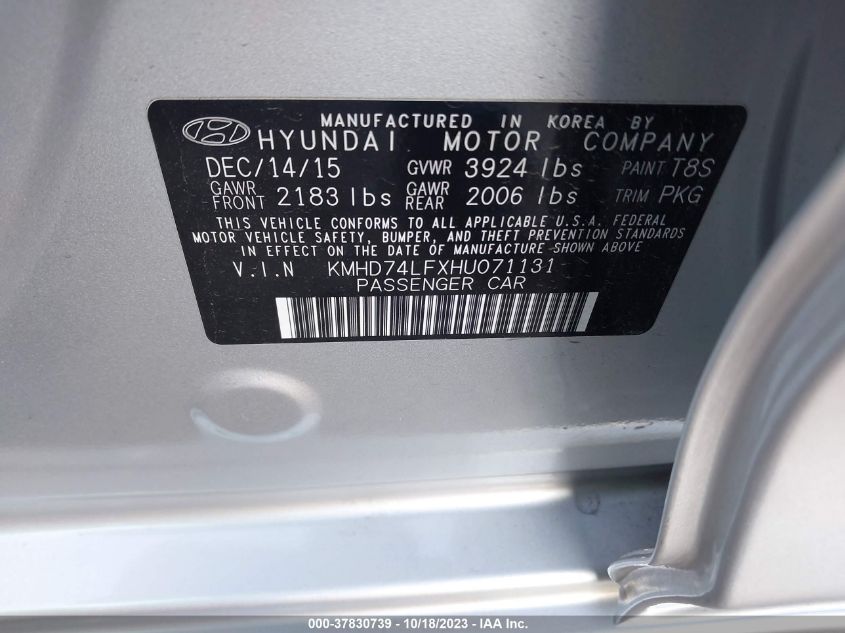 MANUFACTURED IN KOREA BY
HYUNDAI MOTOR COMPANY
DEC/14/15 GVWR 3924 lbs PAINT T8S
GAWR FRONT 2183 lbs GAWR REAR 2006 lbs TRIM PKG
THIS VEHICLE CONFORMS TO ALL APPLICABLE U.S.A. FEDERAL
MOTOR VEHICLE SAFETY, BUMPER, AND THEFT PREVENTION STANDARDS
IN EFFECT ON THE DATE OF MANUFACTURE SHOWN ABOVE
V.I.N KMHD74LFXHU071131
PASSENGER CAR
000-37830739 - 10/18/2023 - IAA Inc.